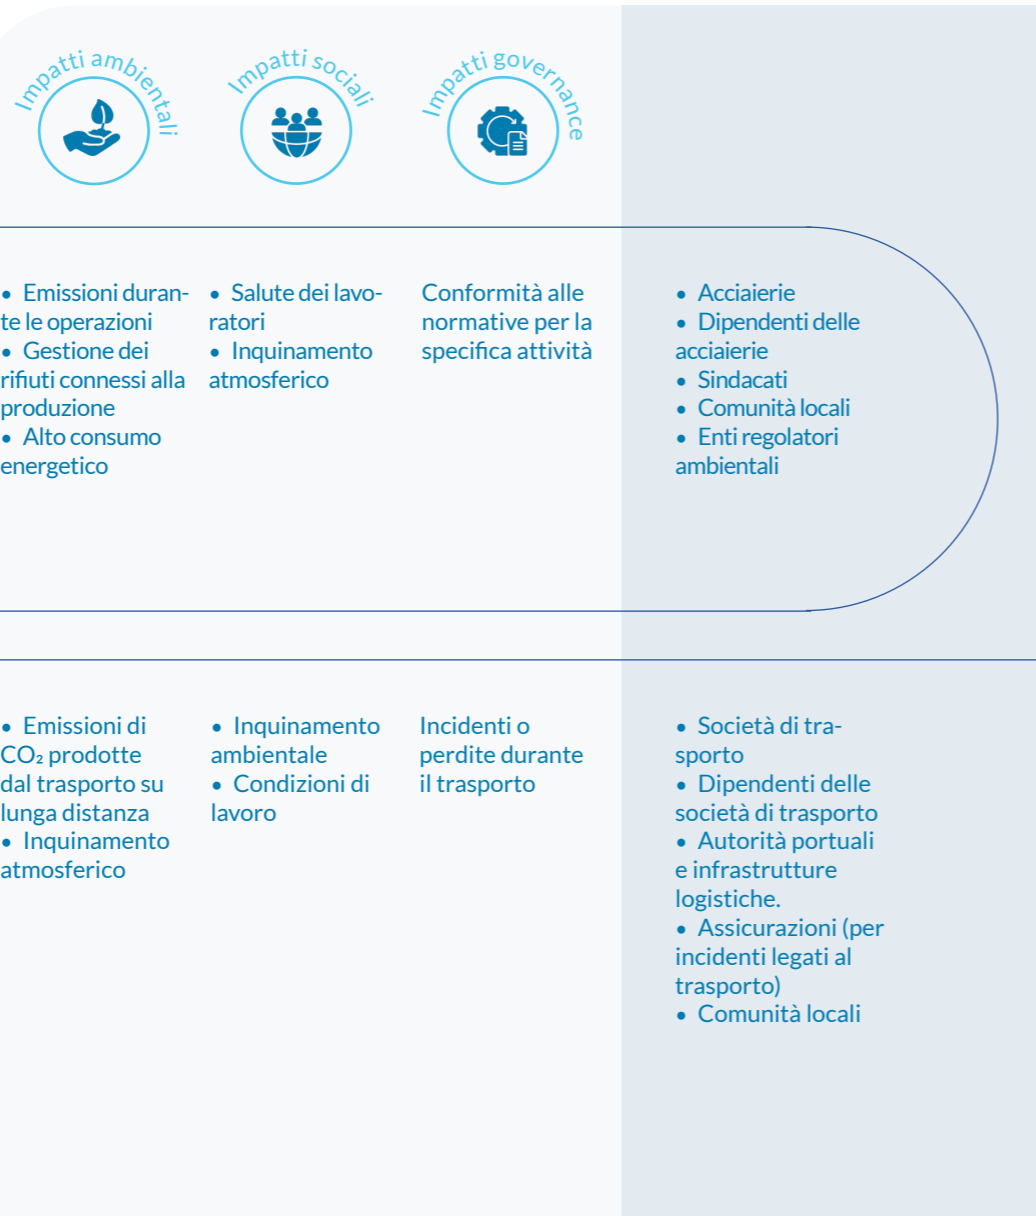 Impatti ambientali
Impatti sociali
Impatti governance
• Emissioni duran-
te le operazioni
• Gestione dei
rifiuti connessi alla
produzione
• Alto consumo
energetico
• Salute dei lavo-
ratori
• Inquinamento
atmosferico
Conformità alle
normative per la
specifica attività
• Acciaierie
• Dipendenti delle
acciaierie
• Sindacati
• Comunità locali
• Enti regolatori
ambientali
• Emissioni di
CO₂ prodotte
dal trasporto su
lunga distanza
• Inquinamento
atmosferico
• Inquinamento
ambientale
• Condizioni di
lavoro
Incidenti o
perdite durante
il trasporto
• Società di tra-
sporto
• Dipendenti delle
società di trasporto
• Autorità portuali
e infrastrutture
logistiche.
• Assicurazioni (per
incidenti legati al
trasporto)
• Comunità locali